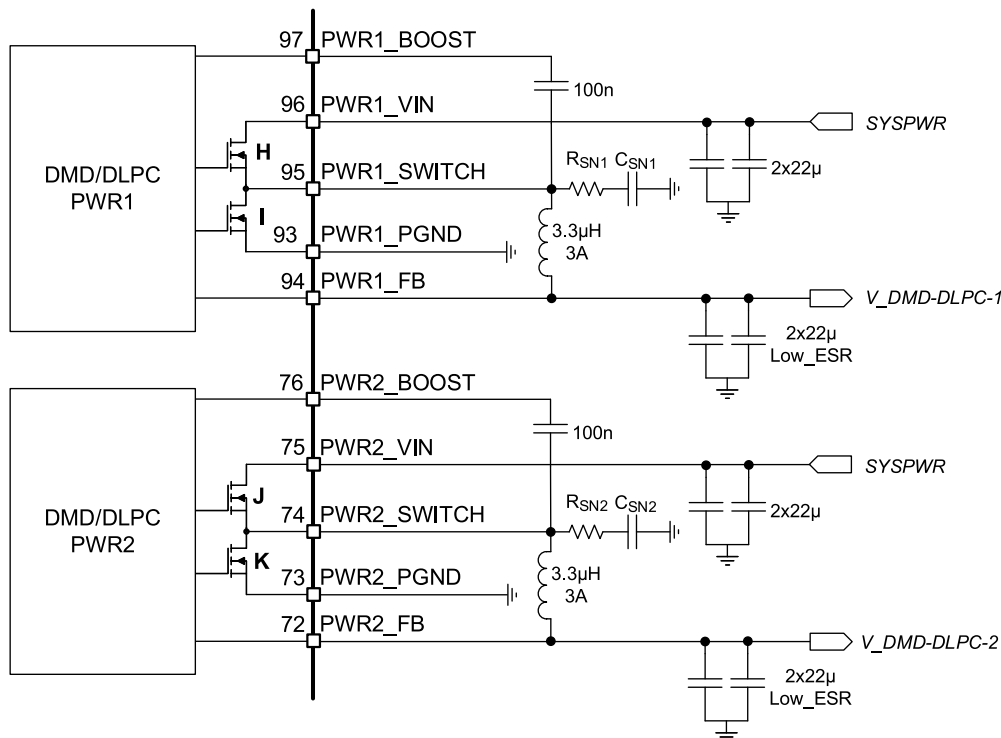 97 PWR1_BOOST
100n
96 PWR1_VIN
SYSPWR
H
2x22µ
DMD/DLPC
PWR1
95 PWR1_SWITCH
RSN1 CSN1
I
93 PWR1_PGND
3.3µH
3A
94 PWR1_FB
V_DMD-DLPC-1
2x22µ
Low_ESR
76 PWR2_BOOST
100n
75 PWR2_VIN
SYSPWR
J
2x22µ
DMD/DLPC
PWR2
74 PWR2_SWITCH
RSN2 CSN2
K
73 PWR2_PGND
3.3µH
3A
72 PWR2_FB
V_DMD-DLPC-2
2x22µ
Low_ESR